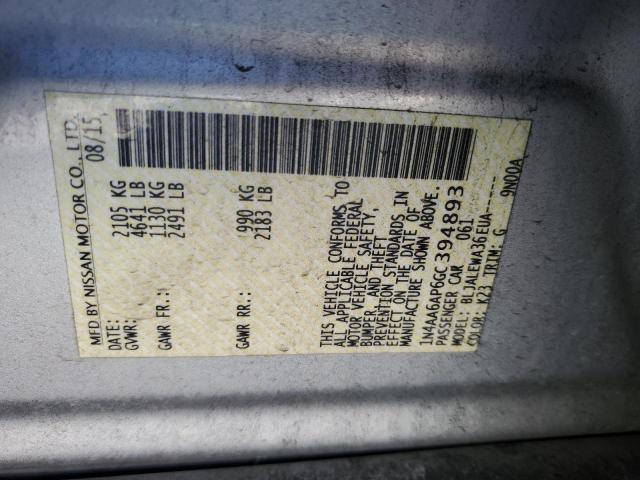 MFD BY NISSAN MOTOR CO., LTD.
DATE: 08/15
GVWR: 2105 KG
4641 LB
GAWR FR.: 1130 KG
2491 LB
GAWR RR.: 990 KG
2183 LB
THIS VEHICLE CONFORMS TO
ALL APPLICABLE FEDERAL
MOTOR VEHICLE SAFETY,
BUMPER, AND THEFT
PREVENTION STANDARDS IN
EFFECT ON THE DATE OF
MANUFACTURE SHOWN ABOVE.
1N4AA6AP6GC394893
PASSENGER CAR 061
MODEL: BLJALEWA36EUA-----
COLOR: K23 TRIM: G 9N00A